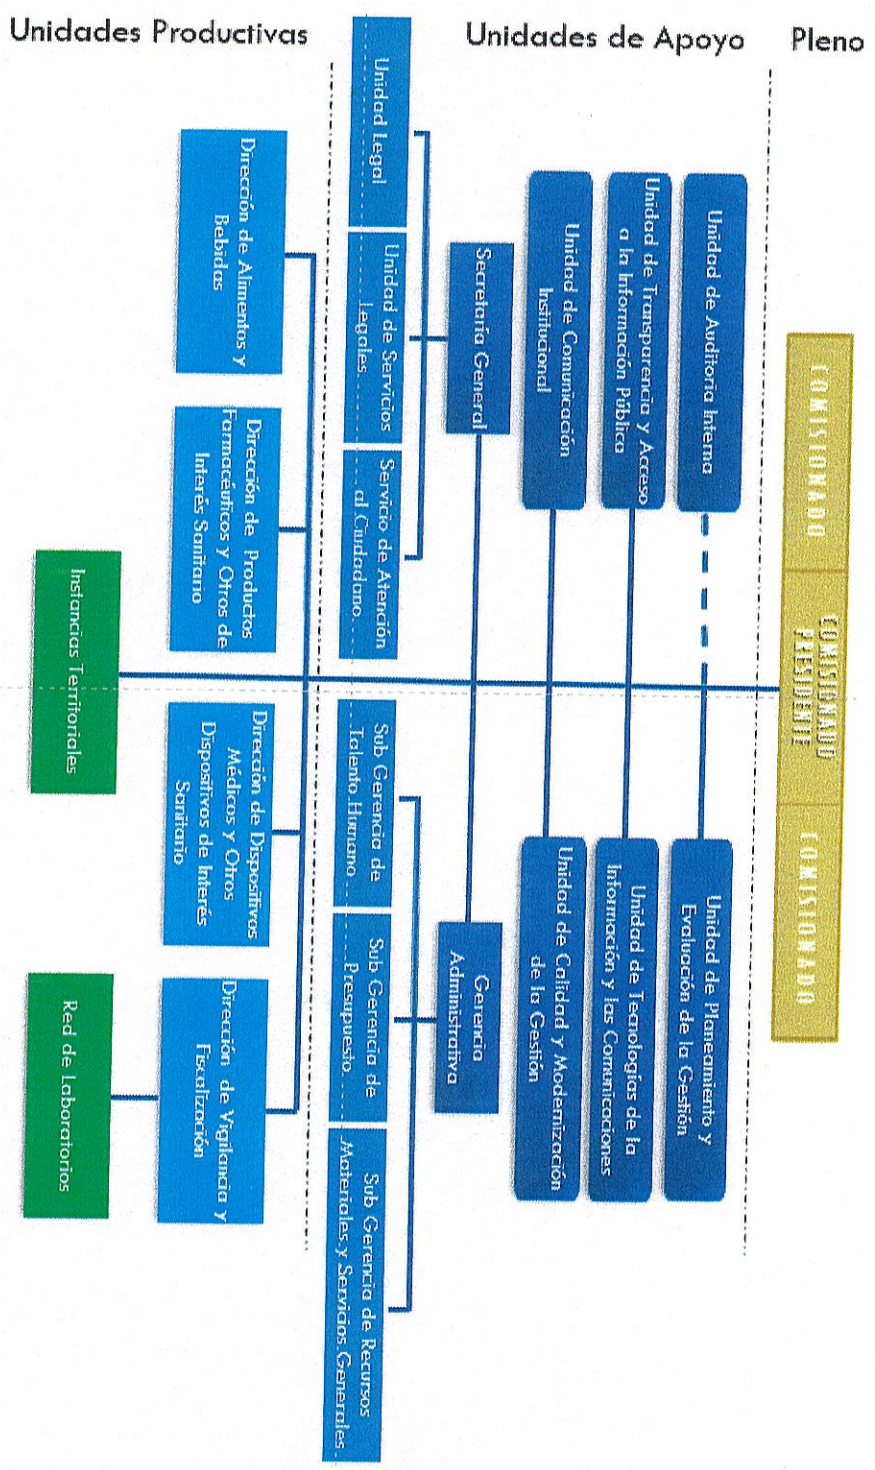 Pleno
COMISIONADO
COMISIONADO
PRESIDENTE
COMISIONADO
Unidades de Apoyo
Unidad de Auditoria Interna
Unidad de Planeamiento y
Evaluación de la Gestión
Unidad de Transparencia y Acceso
a la Información Pública
Unidad de Tecnologías de la
Información y las Comunicaciones
Unidad de Comunicación
Institucional
Unidad de Calidad y Modernización
de la Gestión
Secretaría General
Gerencia
Administrativa
Unidad Legal
Unidad de Servicios
Legales
Servicio de Atención
al Ciudadano
Sub Gerencia de
Talento Humano
Sub Gerencia de
Presupuesto
Sub Gerencia de Recursos
Materiales y Servicios Generales
Unidades Productivas
Dirección de Alimentos y
Bebidas
Dirección de Productos
Farmacéuticos y Otros de
Interés Sanitario
Dirección de Dispositivos
Médicos y Otros
Dispositivos de Interés
Sanitario
Dirección de Vigilancia y
Fiscalización
Instancias Territoriales
Red de Laboratorios